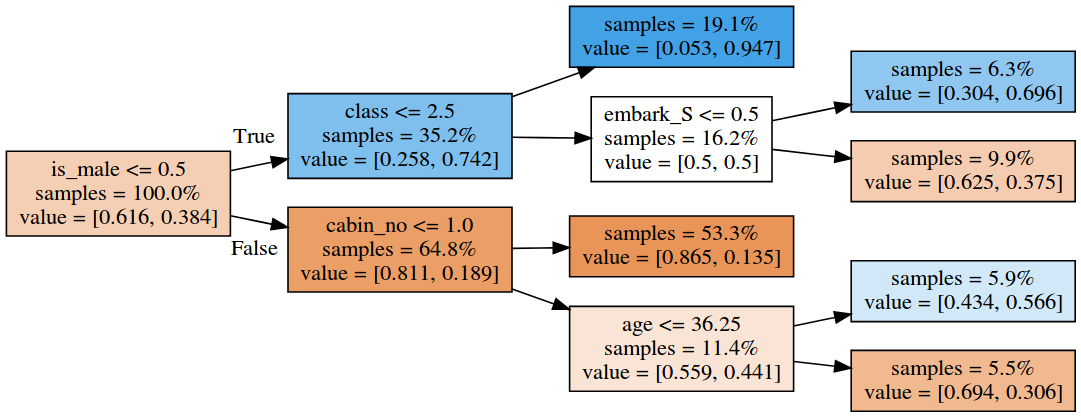 is_male <= 0.5
samples = 100.0%
value = [0.616, 0.384]
True
False
class <= 2.5
samples = 35.2%
value = [0.258, 0.742]
cabin_no <= 1.0
samples = 64.8%
value = [0.811, 0.189]
samples = 19.1%
value = [0.053, 0.947]
embark_S <= 0.5
samples = 16.2%
value = [0.5, 0.5]
samples = 53.3%
value = [0.865, 0.135]
age <= 36.25
samples = 11.4%
value = [0.559, 0.441]
samples = 6.3%
value = [0.304, 0.696]
samples = 9.9%
value = [0.625, 0.375]
samples = 5.9%
value = [0.434, 0.566]
samples = 5.5%
value = [0.694, 0.306]